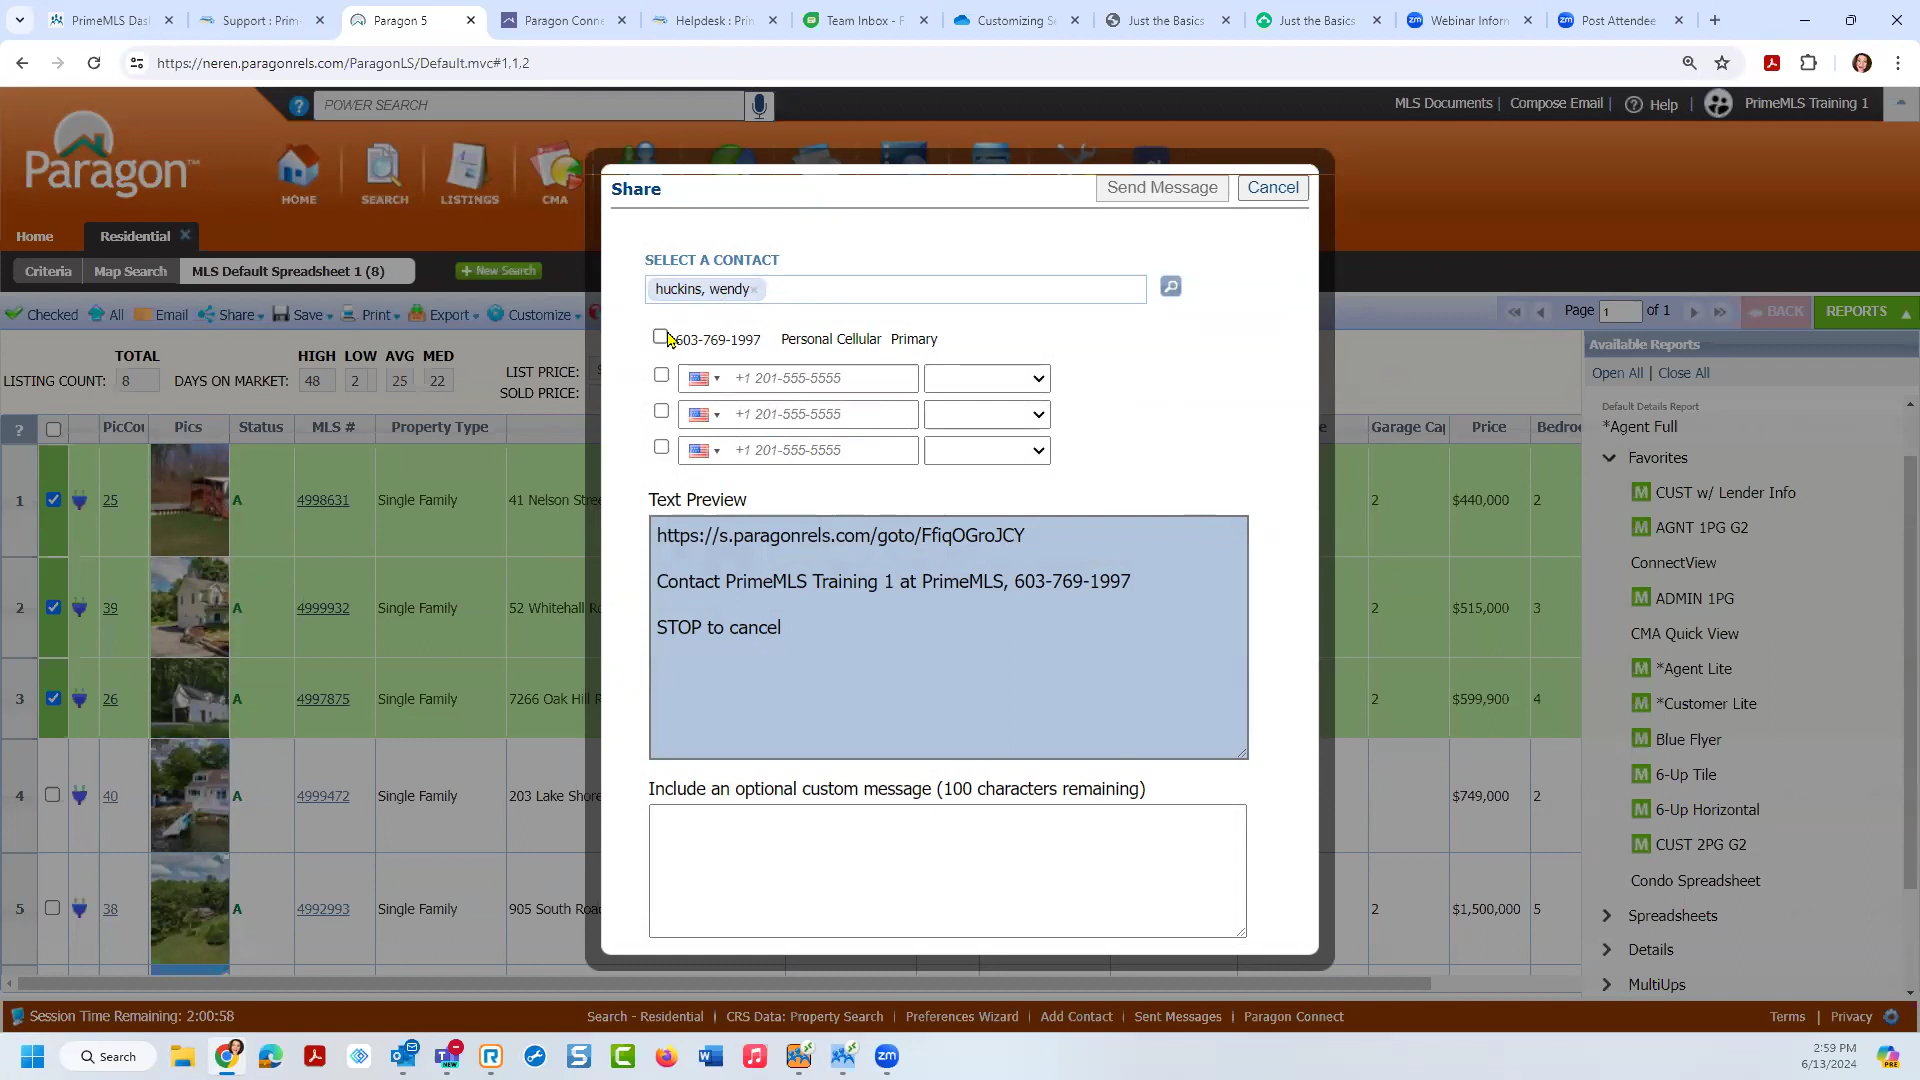 PrimeMLS Das
Support : Prim
Paragon 5
Paragon Conne
Helpdesk : Pri
Team Inbox - F
Customizing Se
Just the Basics
Just the Basics
Webinar Inform
Post Attendee
https://neren.paragonrels.com/ParagonLS/Default.mvc#1,1,2
POWER SEARCH
MLS Documents | Compose Email | Help | PrimeMLS Training 1
Paragon™
HOME SEARCH LISTINGS CMA
Home Residential
Criteria Map Search MLS Default Spreadsheet 1 (8) + New Search
Checked All Email Share Save Print Export Customize
Page 1 of 1 BACK REPORTS
TOTAL HIGH LOW AVG MED
LISTING COUNT: 8 DAYS ON MARKET: 48 2 25 22
LIST PRICE:
SOLD PRICE:
? PicCou Pics Status MLS # Property Type Garage Cap Price Bedroo
1 25 A 4998631 Single Family 41 Nelson Stre 2 $440,000 2
2 39 A 4999932 Single Family 52 Whitehall Ro 2 $515,000 3
3 26 A 4997875 Single Family 7266 Oak Hill R 2 $599,900 4
4 40 A 4999472 Single Family 203 Lake Shore $749,000 2
5 38 A 4992993 Single Family 905 South Road 2 $1,500,000 5
Share Send Message Cancel
SELECT A CONTACT
huckins, wendy ×
603-769-1997 Personal Cellular Primary
+1 201-555-5555
+1 201-555-5555
+1 201-555-5555
Text Preview
https://s.paragonrels.com/goto/FfiqOGroJCY
Contact PrimeMLS Training 1 at PrimeMLS, 603-769-1997
STOP to cancel
Include an optional custom message (100 characters remaining)
Available Reports
Open All | Close All
Default Details Report
*Agent Full
Favorites
M CUST w/ Lender Info
M AGNT 1PG G2
ConnectView
M ADMIN 1PG
CMA Quick View
M *Agent Lite
M *Customer Lite
M Blue Flyer
M 6-Up Tile
M 6-Up Horizontal
M CUST 2PG G2
Condo Spreadsheet
Spreadsheets
Details
MultiUps
Session Time Remaining: 2:00:58
Search - Residential | CRS Data: Property Search | Preferences Wizard | Add Contact | Sent Messages | Paragon Connect
Terms | Privacy
Search
2:59 PM
6/13/2024